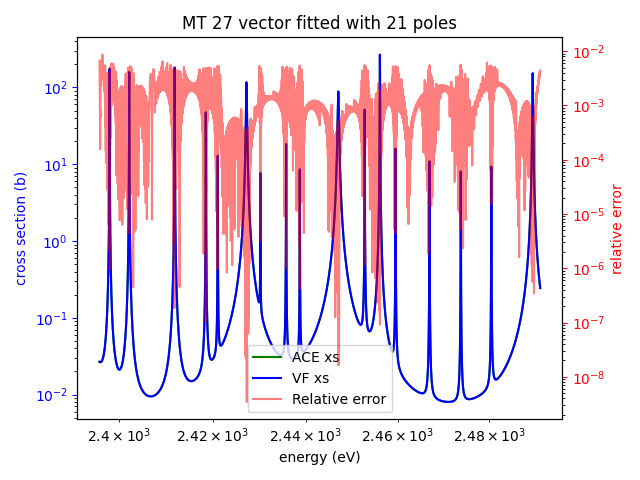 MT 27 vector fitted with 21 poles
10²
10¹
10⁰
10⁻¹
10⁻²
cross section (b)
10⁻²
10⁻³
10⁻⁴
10⁻⁵
10⁻⁶
10⁻⁷
10⁻⁸
relative error
ACE xs
VF xs
Relative error
2.4 × 10³ 2.42 × 10³ 2.44 × 10³ 2.46 × 10³ 2.48 × 10³
energy (eV)